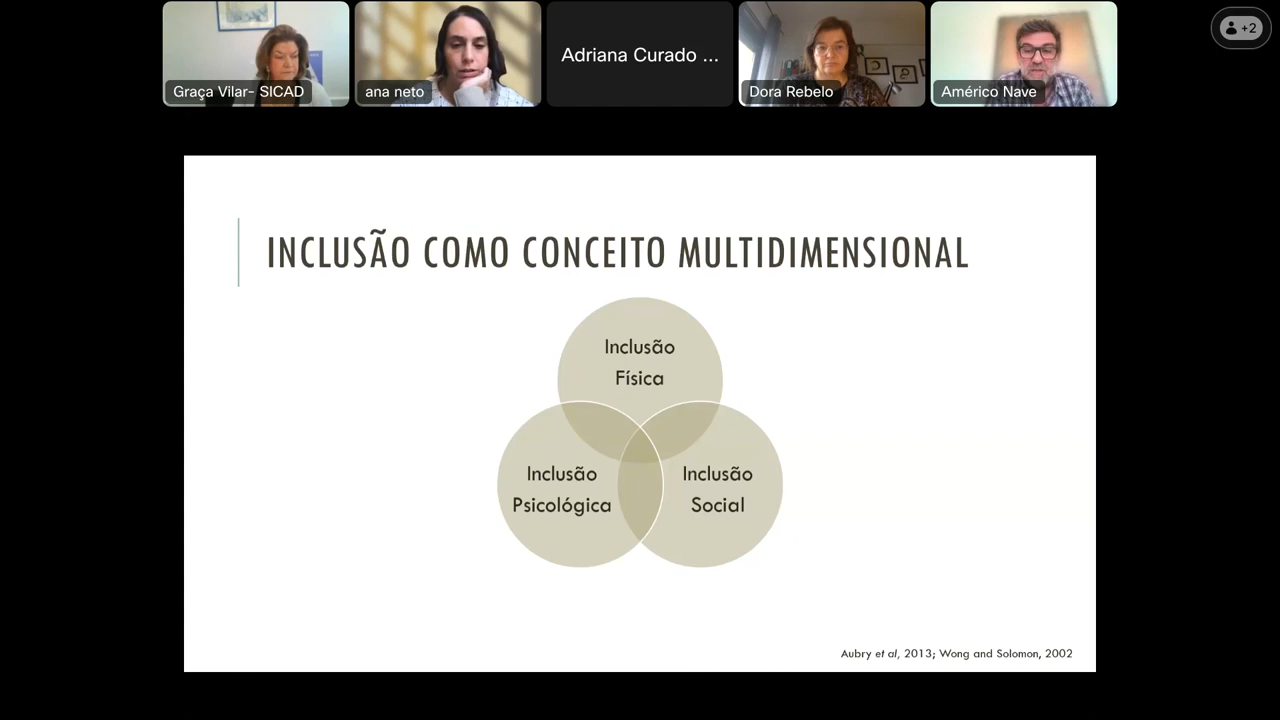 Graça Vilar- SICAD
ana neto
Adriana Curado ...
Dora Rebelo
Américo Nave
+2
INCLUSÃO COMO CONCEITO MULTIDIMENSIONAL
Inclusão
Física
Inclusão
Psicológica
Inclusão
Social
Aubry et al, 2013; Wong and Solomon, 2002